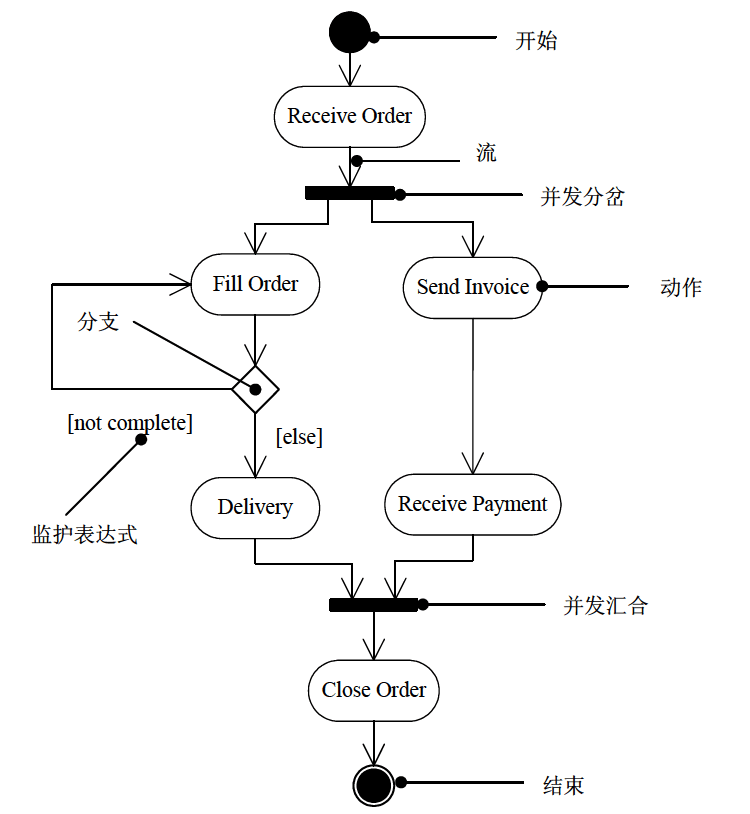 开始
Receive Order
流
并发分岔
Fill Order
Send Invoice
动作
分支
[not complete]
[else]
Delivery
Receive Payment
监护表达式
并发汇合
Close Order
结束